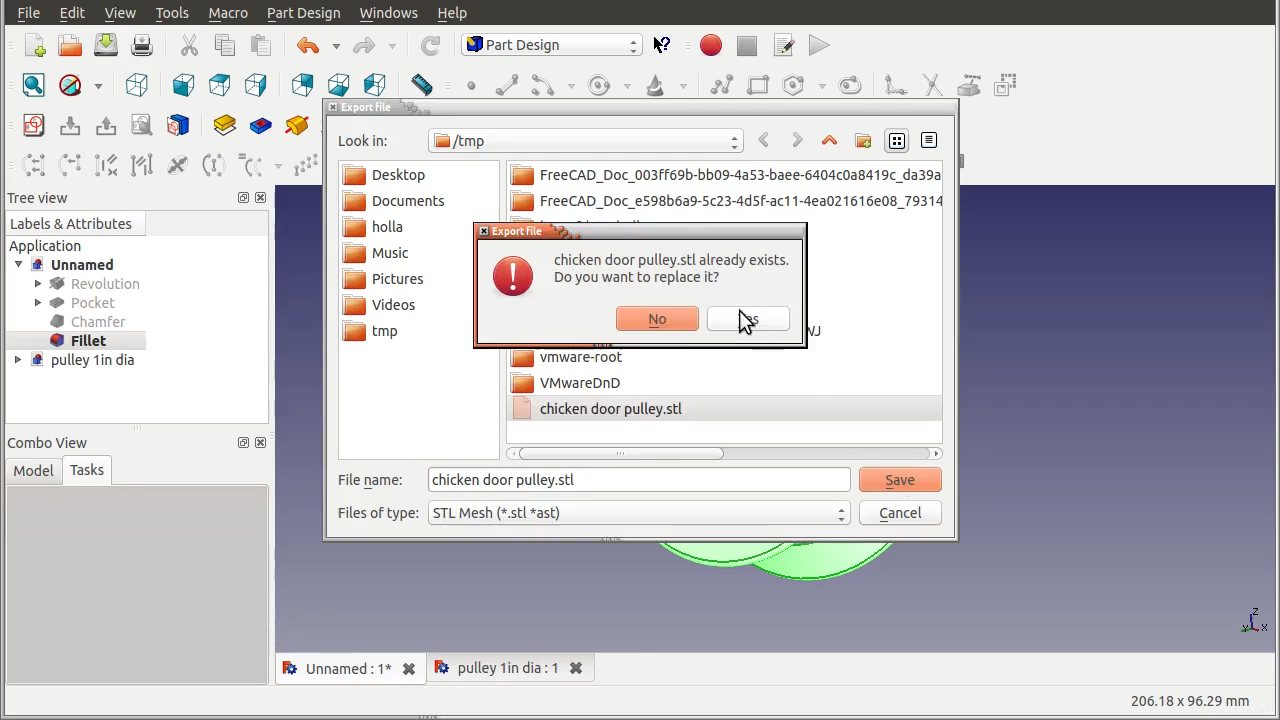 File Edit View Tools Macro Part Design Windows Help
Part Design
Export file
Look in: /tmp
Tree view
Labels & Attributes
Application
Unnamed
Revolution
Pocket
Chamfer
Fillet
pulley 1in dia
Combo View
Model Tasks
Desktop
Documents
holla
Music
Pictures
Videos
tmp
FreeCAD_Doc_003ff69b-bb09-4a53-baee-6404c0a8419c_da39a
FreeCAD_Doc_e598b6a9-5c23-4d5f-ac11-4ea021616e08_79314
Export file
chicken door pulley.stl already exists.
Do you want to replace it?
No
vmware-root
VMwareDnD
chicken door pulley.stl
File name: chicken door pulley.stl Save
Files of type: STL Mesh (*.stl *ast) Cancel
Z
Y X
Unnamed : 1* pulley 1in dia : 1
206.18 x 96.29 mm